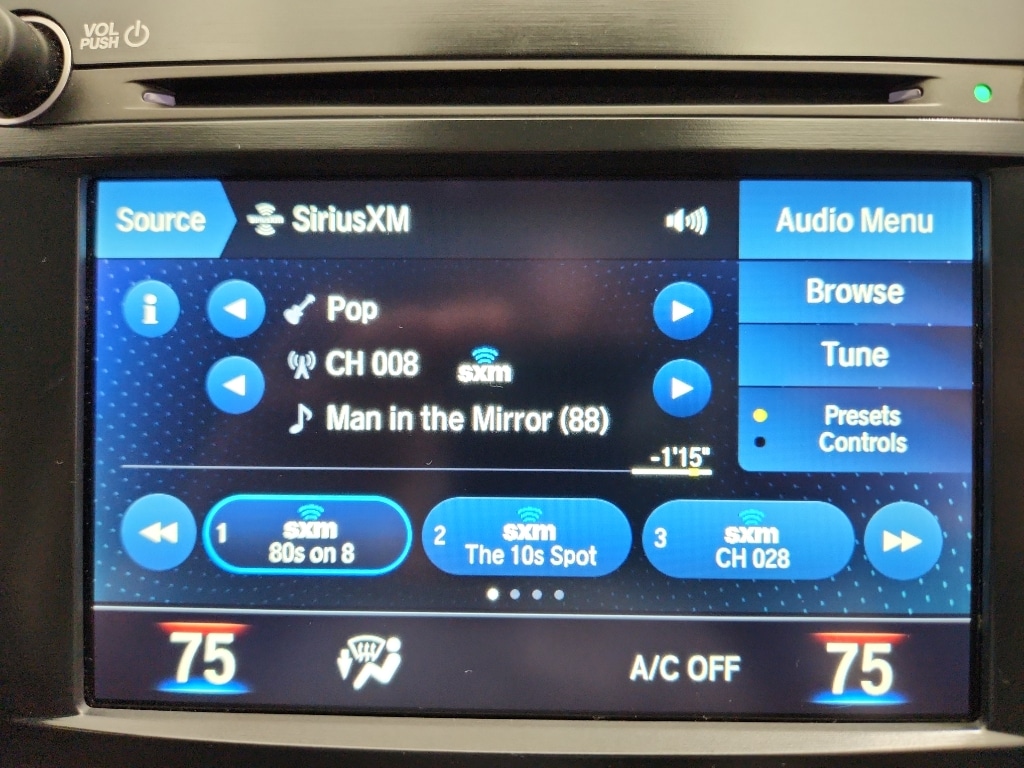 VOL
PUSH
Source
SiriusXM
Audio Menu
Pop
Browse
CH 008
sxm
Tune
Man in the Mirror (88)
Presets
Controls
-1'15"
1
sxm
80s on 8
2
sxm
The 10s Spot
3
sxm
CH 028
75
A/C OFF
75